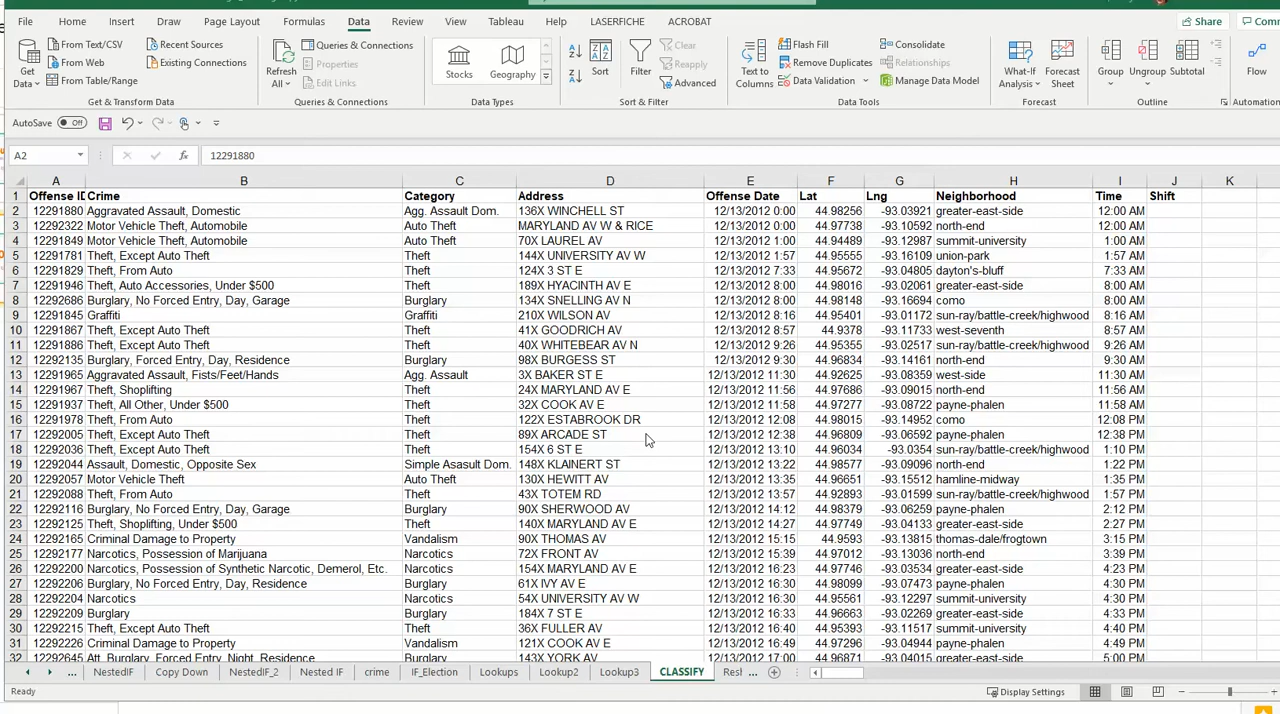 File Home Insert Draw Page Layout Formulas Data Review View Tableau Help LASERFICHE ACROBAT Share Comm
Get Data From Text/CSV From Web From Table/Range Recent Sources Existing Connections Refresh All Queries & Connections Properties Edit Links Stocks Geography Sort Filter Clear Reapply Advanced Text to Columns Flash Fill Remove Duplicates Data Validation Consolidate Relationships Manage Data Model What-If Analysis Forecast Sheet Group Ungroup Subtotal Flow
Get & Transform Data Queries & Connections Data Types Sort & Filter Data Tools Forecast Outline Automation
AutoSave Off
A2 fx 12291880
A B C D E F G H I J K
1 Offense ID Crime Category Address Offense Date Lat Lng Neighborhood Time Shift
2 12291880 Aggravated Assault, Domestic Agg. Assault Dom. 136X WINCHELL ST 12/13/2012 0:00 44.98256 -93.03921 greater-east-side 12:00 AM
3 12292322 Motor Vehicle Theft, Automobile Auto Theft MARYLAND AV W & RICE 12/13/2012 0:00 44.97738 -93.10592 north-end 12:00 AM
4 12291849 Motor Vehicle Theft, Automobile Auto Theft 70X LAUREL AV 12/13/2012 1:00 44.94489 -93.12987 summit-university 1:00 AM
5 12291781 Theft, Except Auto Theft Theft 144X UNIVERSITY AV W 12/13/2012 1:57 44.95555 -93.16109 union-park 1:57 AM
6 12291829 Theft, From Auto Theft 124X 3 ST E 12/13/2012 7:33 44.95672 -93.04805 dayton's-bluff 7:33 AM
7 12291946 Theft, Auto Accessories, Under $500 Theft 189X HYACINTH AV E 12/13/2012 8:00 44.98016 -93.02061 greater-east-side 8:00 AM
8 12292686 Burglary, No Forced Entry, Day, Garage Burglary 134X SNELLING AV N 12/13/2012 8:00 44.98148 -93.16694 como 8:00 AM
9 12291845 Graffiti Graffiti 210X WILSON AV 12/13/2012 8:16 44.95401 -93.01172 sun-ray/battle-creek/highwood 8:16 AM
10 12291867 Theft, Except Auto Theft Theft 41X GOODRICH AV 12/13/2012 8:57 44.9378 -93.11733 west-seventh 8:57 AM
11 12291886 Theft, Except Auto Theft Theft 40X WHITEBEAR AV N 12/13/2012 9:26 44.95355 -93.02517 sun-ray/battle-creek/highwood 9:26 AM
12 12292135 Burglary, Forced Entry, Day, Residence Burglary 98X BURGESS ST 12/13/2012 9:30 44.96834 -93.14161 north-end 9:30 AM
13 12291965 Aggravated Assault, Fists/Feet/Hands Agg. Assault 3X BAKER ST E 12/13/2012 11:30 44.92625 -93.08359 west-side 11:30 AM
14 12291967 Theft, Shoplifting Theft 24X MARYLAND AV E 12/13/2012 11:56 44.97686 -93.09015 north-end 11:56 AM
15 12291937 Theft, All Other, Under $500 Theft 32X COOK AV E 12/13/2012 11:58 44.97277 -93.08722 payne-phalen 11:58 AM
16 12291978 Theft, From Auto Theft 122X ESTABROOK DR 12/13/2012 12:08 44.98015 -93.14952 como 12:08 PM
17 12292005 Theft, Except Auto Theft Theft 89X ARCADE ST 12/13/2012 12:38 44.96809 -93.06592 payne-phalen 12:38 PM
18 12292036 Theft, Except Auto Theft Theft 154X 6 ST E 12/13/2012 13:10 44.96034 -93.0354 sun-ray/battle-creek/highwood 1:10 PM
19 12292044 Assault, Domestic, Opposite Sex Simple Asasult Dom. 148X KLAINERT ST 12/13/2012 13:22 44.98577 -93.09096 north-end 1:22 PM
20 12292057 Motor Vehicle Theft Auto Theft 130X HEWITT AV 12/13/2012 13:35 44.96651 -93.15512 hamline-midway 1:35 PM
21 12292088 Theft, From Auto Theft 43X TOTEM RD 12/13/2012 13:57 44.92893 -93.01599 sun-ray/battle-creek/highwood 1:57 PM
22 12292116 Burglary, No Forced Entry, Day, Garage Burglary 90X SHERWOOD AV 12/13/2012 14:12 44.98379 -93.06259 payne-phalen 2:12 PM
23 12292125 Theft, Shoplifting, Under $500 Theft 140X MARYLAND AV E 12/13/2012 14:27 44.97749 -93.04133 greater-east-side 2:27 PM
24 12292165 Criminal Damage to Property Vandalism 90X THOMAS AV 12/13/2012 15:15 44.9593 -93.13815 thomas-dale/frogtown 3:15 PM
25 12292177 Narcotics, Possession of Marijuana Narcotics 72X FRONT AV 12/13/2012 15:39 44.97012 -93.13036 north-end 3:39 PM
26 12292200 Narcotics, Possession of Synthetic Narcotic, Demerol, Etc. Narcotics 154X MARYLAND AV E 12/13/2012 16:23 44.97746 -93.03534 greater-east-side 4:23 PM
27 12292206 Burglary, No Forced Entry, Day, Residence Burglary 61X IVY AV E 12/13/2012 16:30 44.98099 -93.07473 payne-phalen 4:30 PM
28 12292198 Narcotics Narcotics 54X UNIVERSITY AV W 12/13/2012 16:30 44.95561 -93.12297 summit-university 4:30 PM
29 12292209 Burglary Burglary 184X 7 ST E 12/13/2012 16:33 44.96663 -93.02269 greater-east-side 4:33 PM
30 12292215 Theft, Except Auto Theft Theft 36X FULLER AV 12/13/2012 16:40 44.95393 -93.11517 summit-university 4:40 PM
31 12292226 Criminal Damage to Property Vandalism 121X COOK AV E 12/13/2012 16:49 44.97296 -93.04944 payne-phalen 4:49 PM
32 12292645 Att. Burglary, Forced Entry, Night, Residence Burglary 143X YORK AV 12/13/2012 17:00 44.96871 -93.04015 greater-east-side 5:00 PM
... NestedIF Copy Down NestedIF_2 Nested IF crime IF_Election Lookups Lookup2 Lookup3 CLASSIFY Resh ...
Ready Display Settings